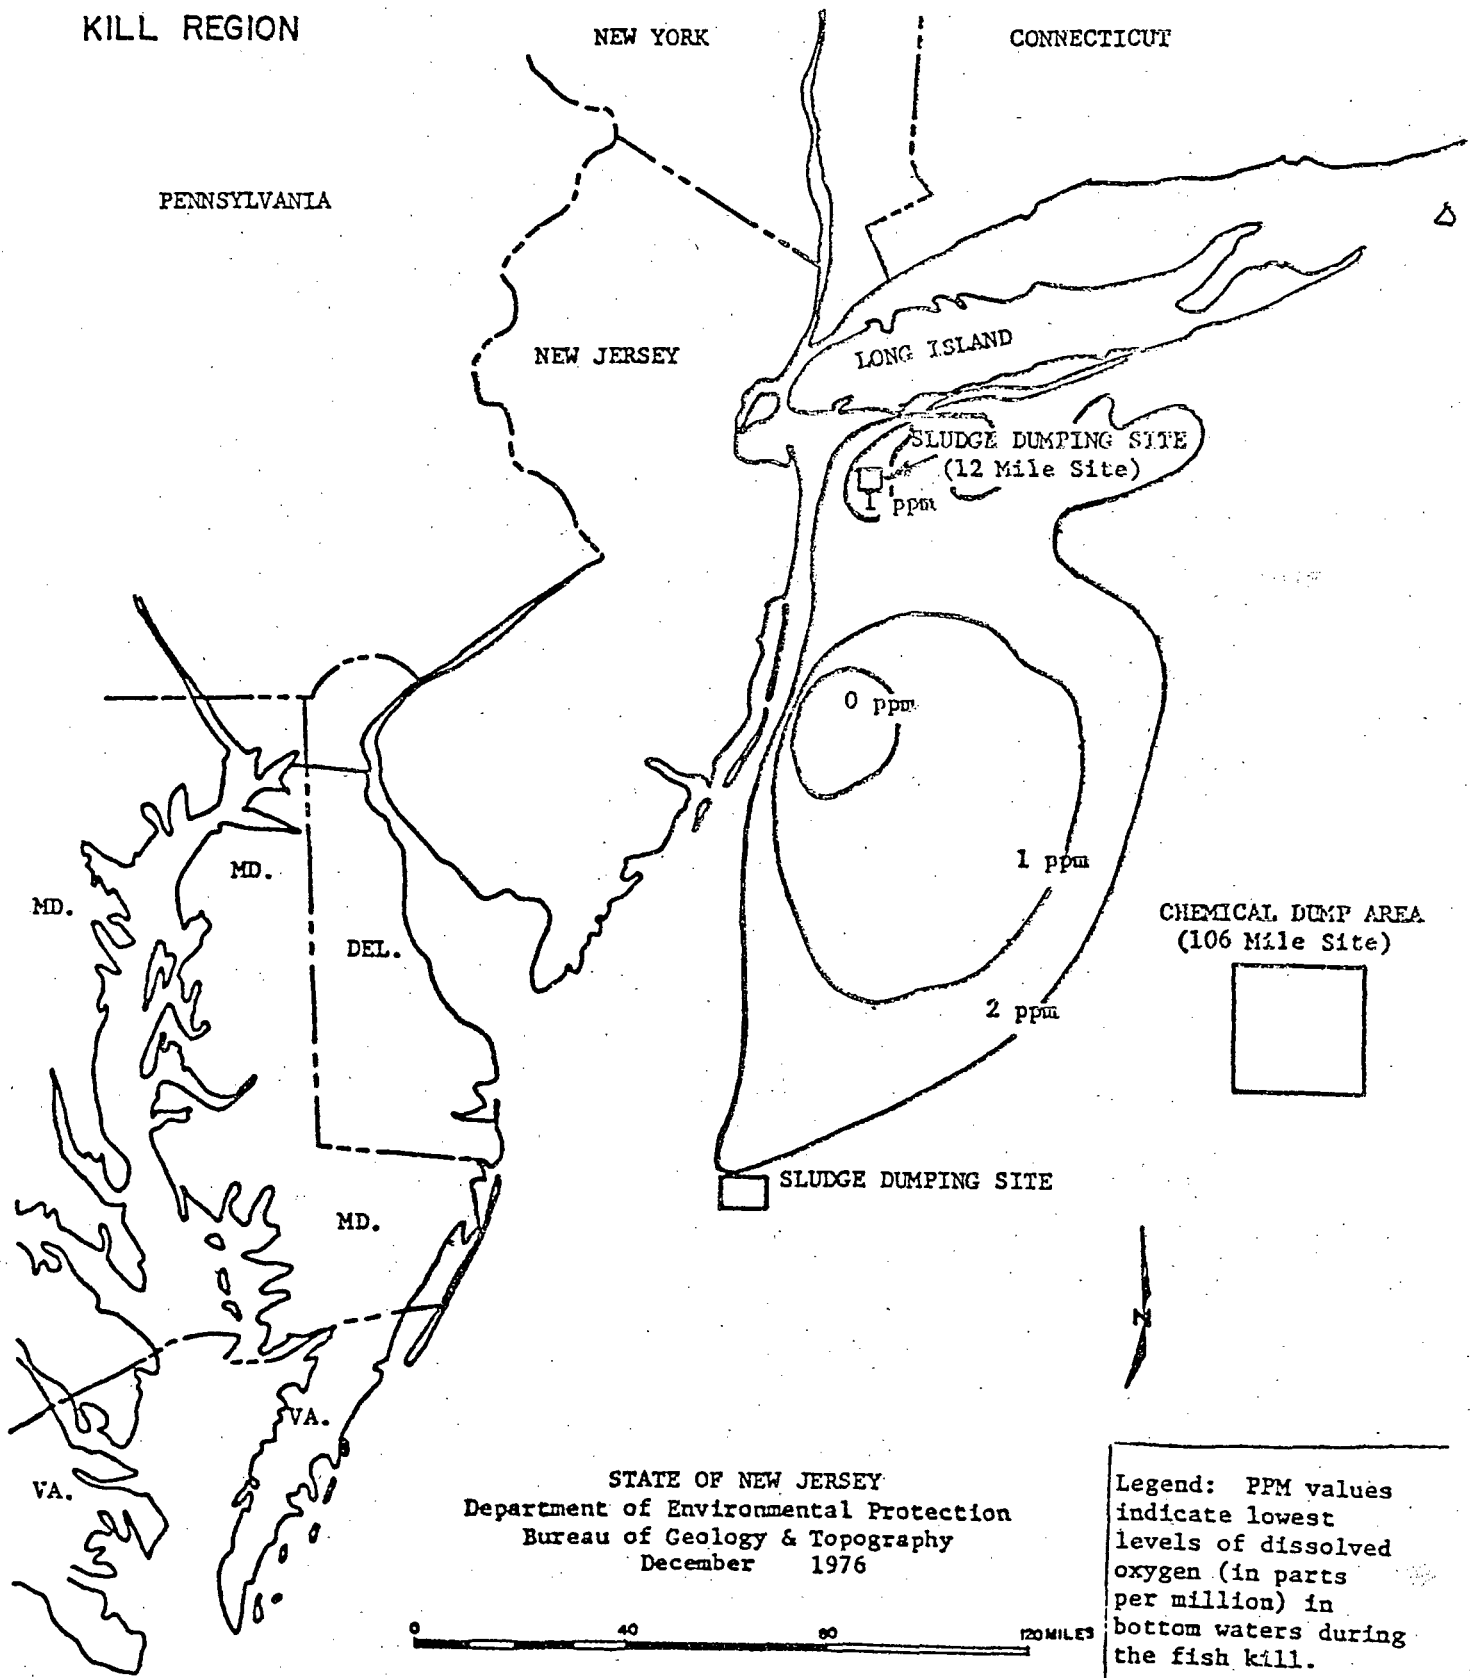 KILL REGION
NEW YORK
CONNECTICUT
PENNSYLVANIA
NEW JERSEY
LONG ISLAND
SLUDGE DUMPING SITE
(12 Mile Site)
1 ppm
0 ppm
1 ppm
MD.
MD.
DEL.
CHEMICAL DUMP AREA
(106 Mile Site)
2 ppm
SLUDGE DUMPING SITE
MD.
N
VA.
VA.
STATE OF NEW JERSEY
Department of Environmental Protection
Bureau of Geology & Topography
December 1976
0 40 80 120 MILES
Legend: PPM values
indicate lowest
levels of dissolved
oxygen (in parts
per million) in
bottom waters during
the fish kill.